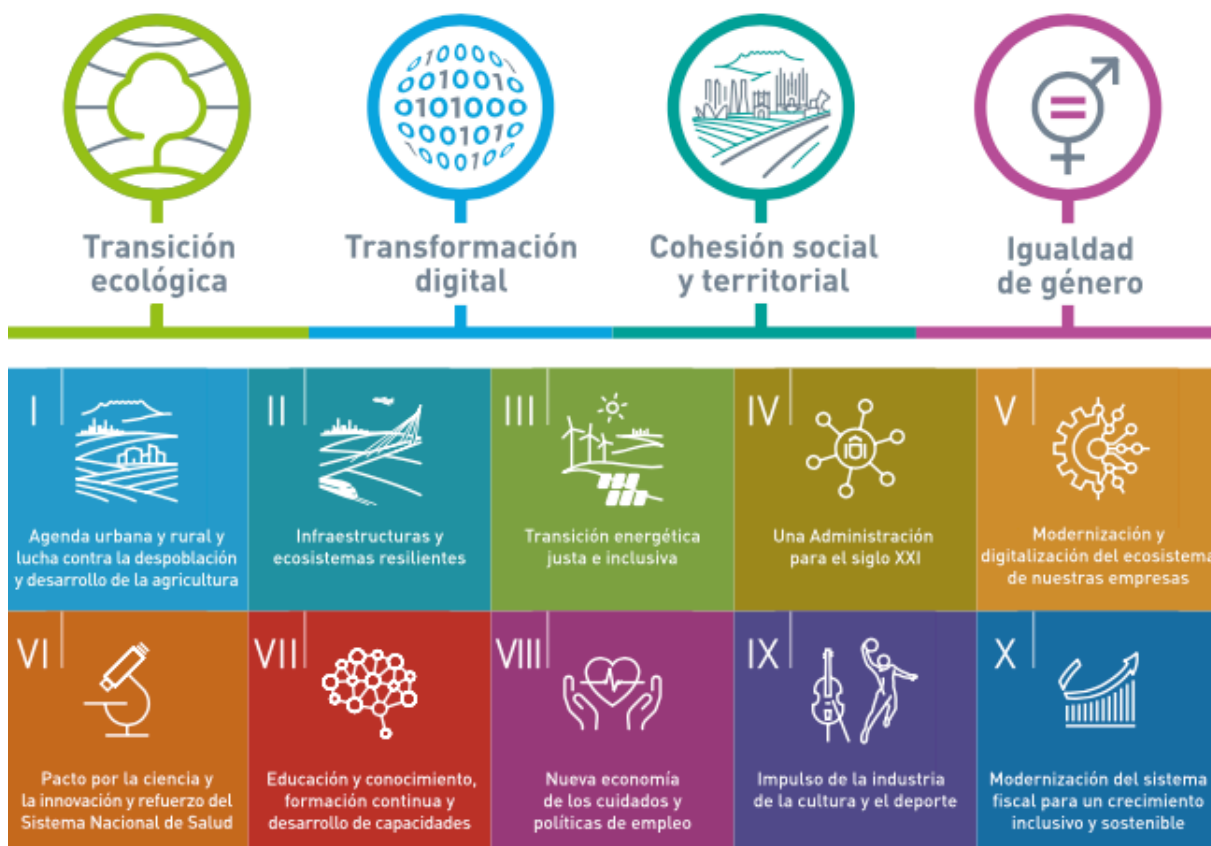 Transición
ecológica
Transformación
digital
Cohesión social
y territorial
Igualdad
de género
I
Agenda urbana y rural y
lucha contra la despoblación
y desarrollo de la agricultura
II
Infraestructuras y
ecosistemas resilientes
III
Transición energética
justa e inclusiva
IV
Una Administración
para el siglo XXI
V
Modernización y
digitalización del ecosistema
de nuestras empresas
VI
Pacto por la ciencia y
la innovación y refuerzo del
Sistema Nacional de Salud
VII
Educación y conocimiento,
formación continua y
desarrollo de capacidades
VIII
Nueva economía
de los cuidados y
políticas de empleo
IX
Impulso de la industria
de la cultura y el deporte
X
Modernización del sistema
fiscal para un crecimiento
inclusivo y sostenible